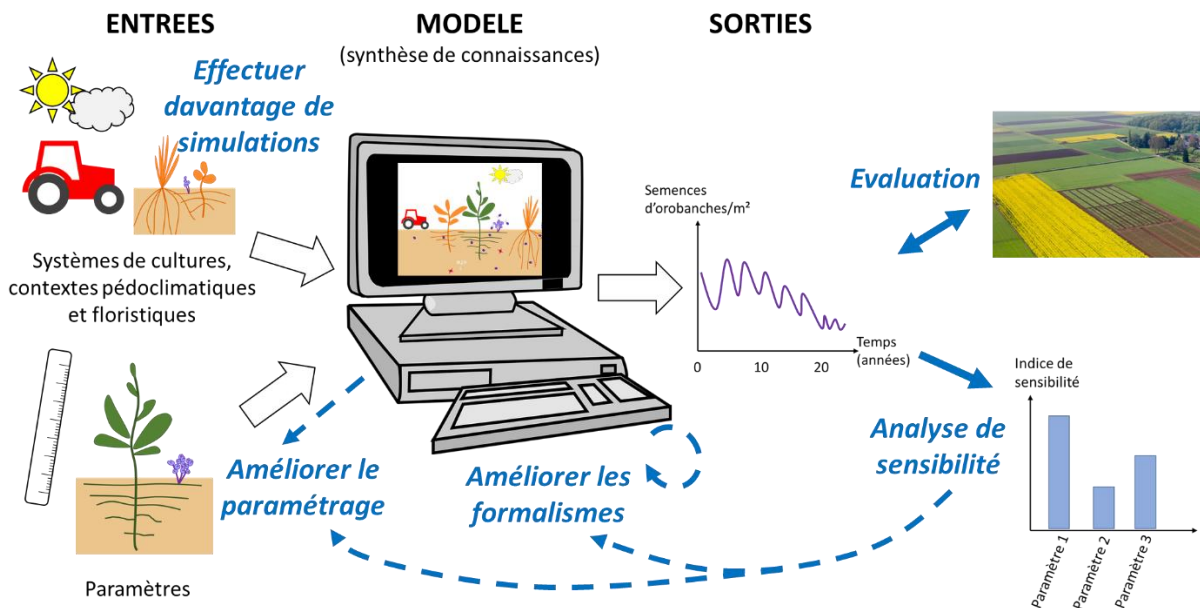 ENTREES
MODELE
(synthèse de connaissances)
SORTIES
Effectuer
davantage de
simulations
Systèmes de cultures,
contextes pédoclimatiques
et floristiques
Semences
d'orobanches/m²
Temps
(années)
0
10
20
Evaluation
Indice de
sensibilité
Analyse de
sensibilité
Améliorer le
paramétrage
Améliorer les
formalismes
Paramètres
Paramètre 1
Paramètre 2
Paramètre 3